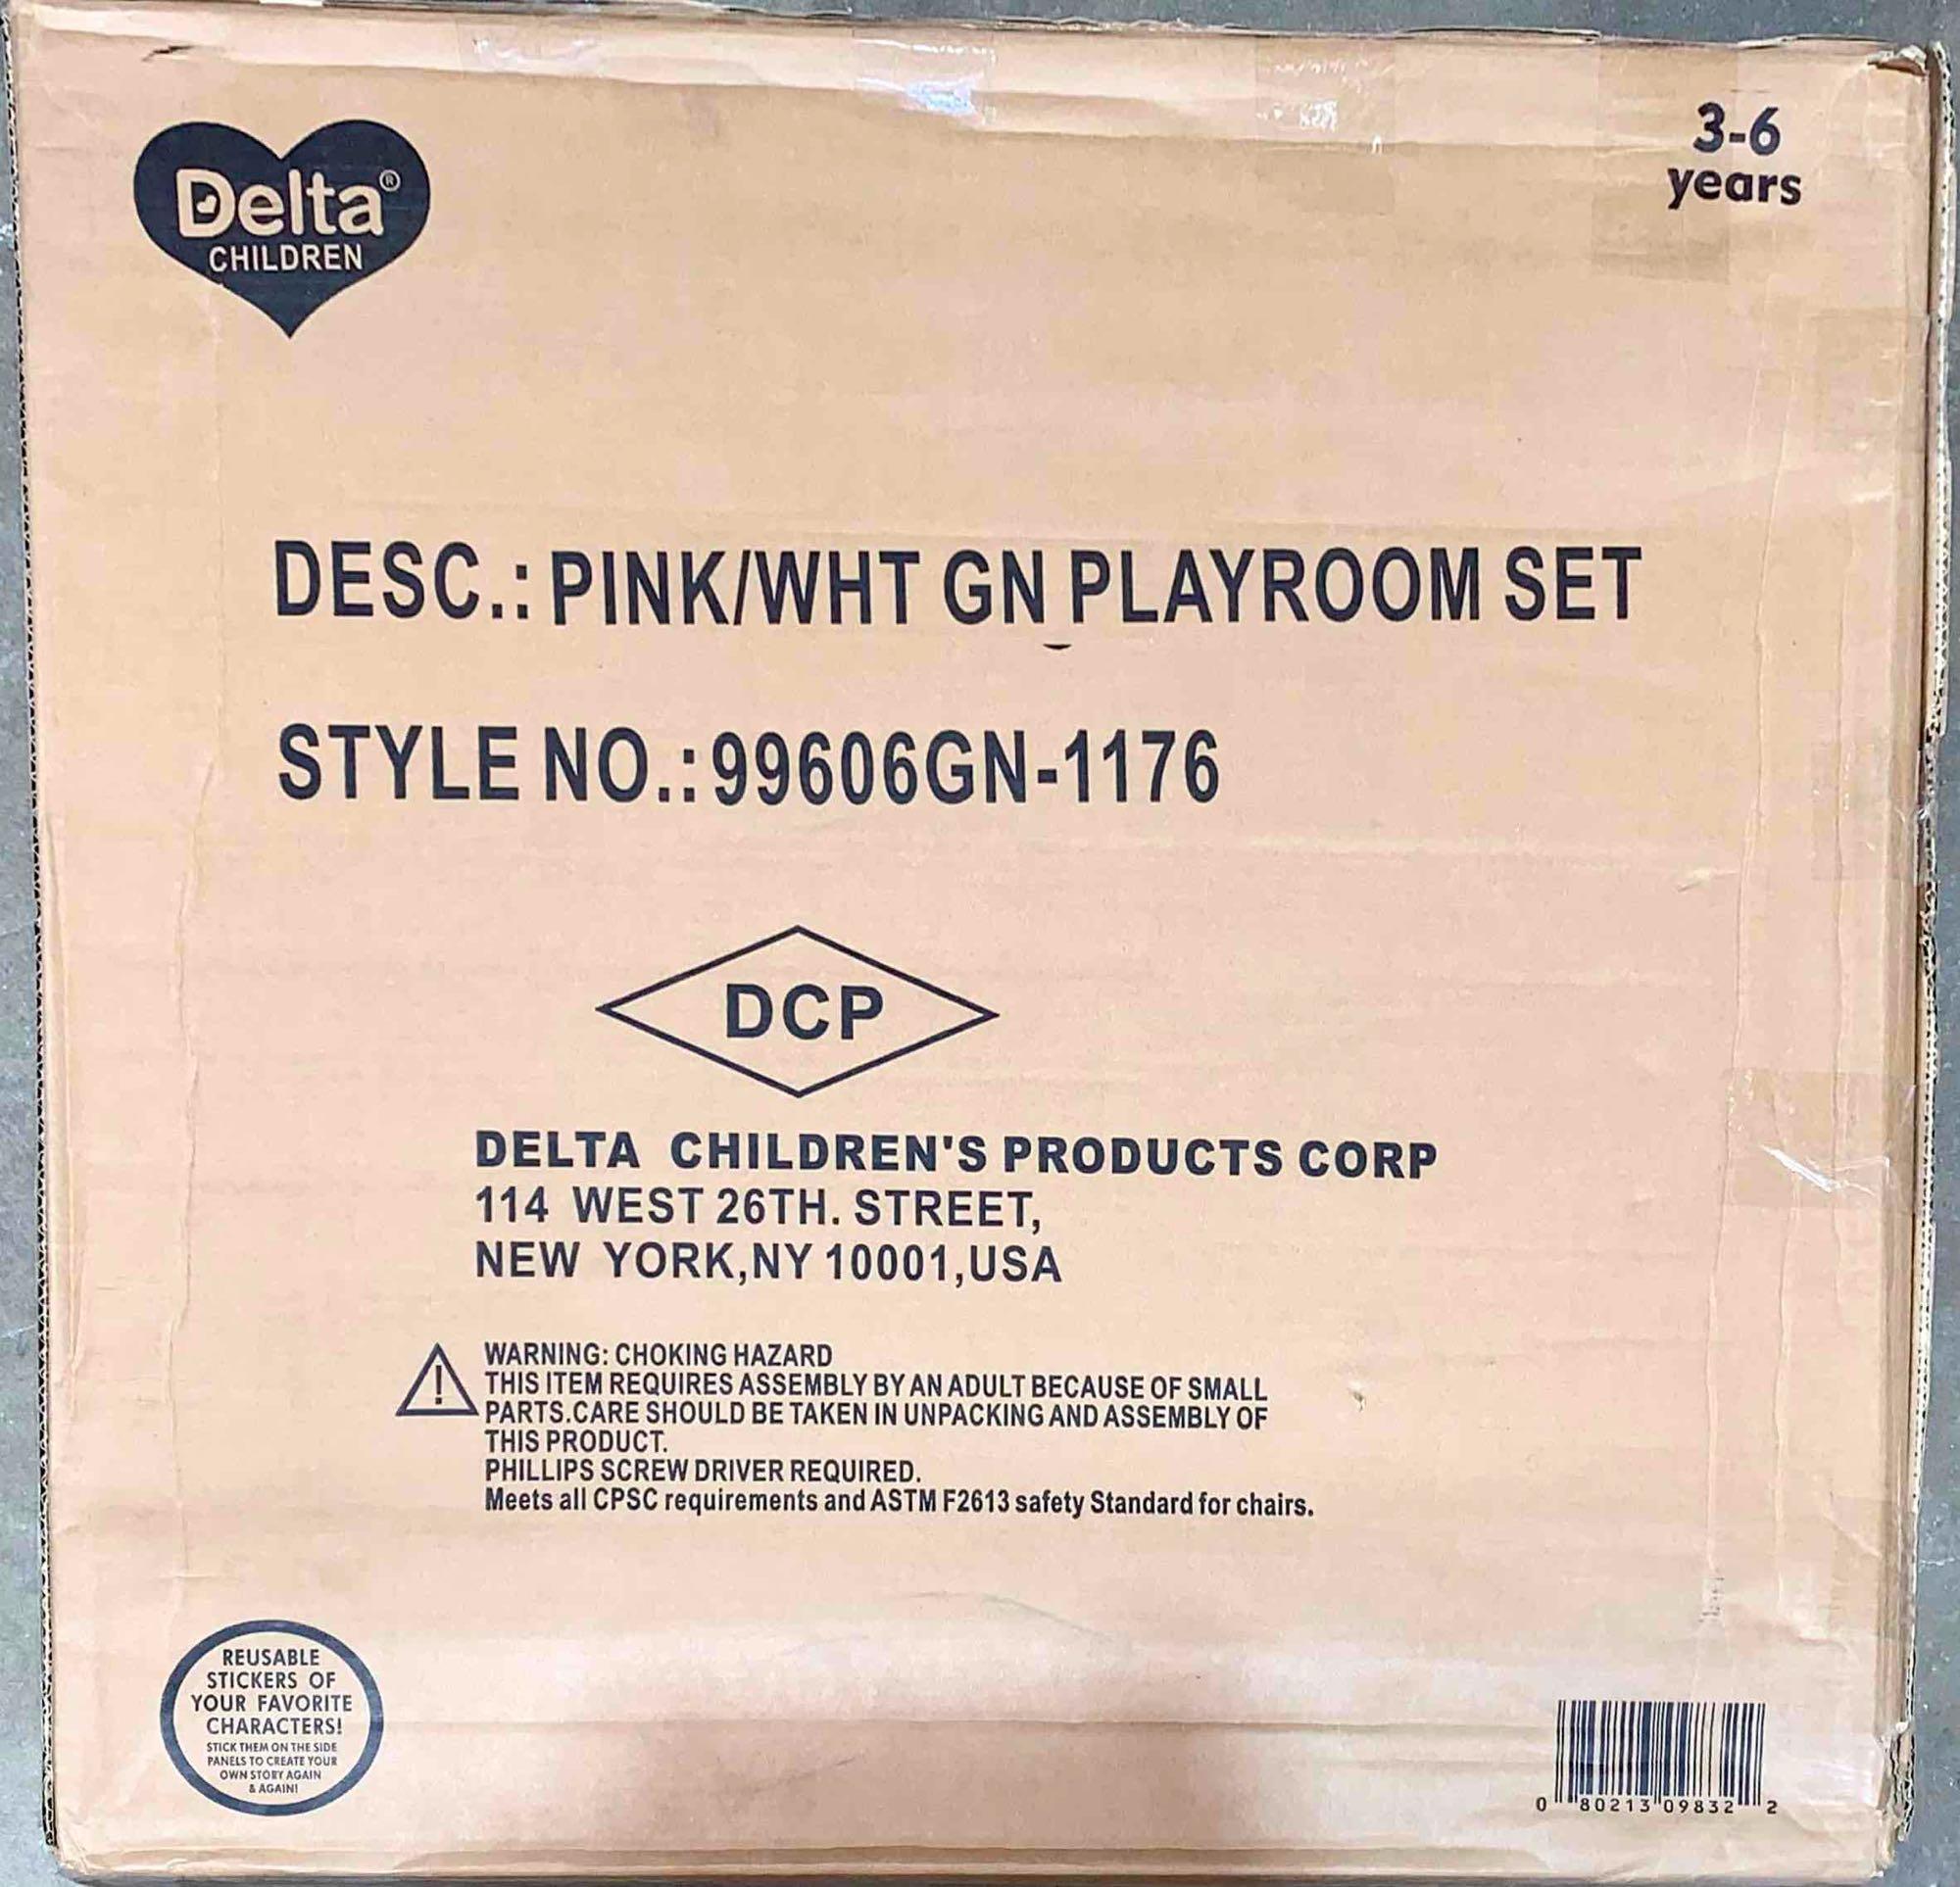 Delta®
CHILDREN
3-6
years
DESC.: PINK/WHT GN PLAYROOM SET
STYLE NO.: 99606GN-1176
DCP
DELTA CHILDREN'S PRODUCTS CORP
114 WEST 26TH. STREET,
NEW YORK,NY 10001,USA
WARNING: CHOKING HAZARD
THIS ITEM REQUIRES ASSEMBLY BY AN ADULT BECAUSE OF SMALL
PARTS.CARE SHOULD BE TAKEN IN UNPACKING AND ASSEMBLY OF
THIS PRODUCT.
PHILLIPS SCREW DRIVER REQUIRED.
Meets all CPSC requirements and ASTM F2613 safety Standard for chairs.
REUSABLE
STICKERS OF
YOUR FAVORITE
CHARACTERS!
STICK THEM ON THE SIDE
PANELS TO CREATE YOUR
OWN STORY AGAIN
& AGAIN!
0 80213 09832 2